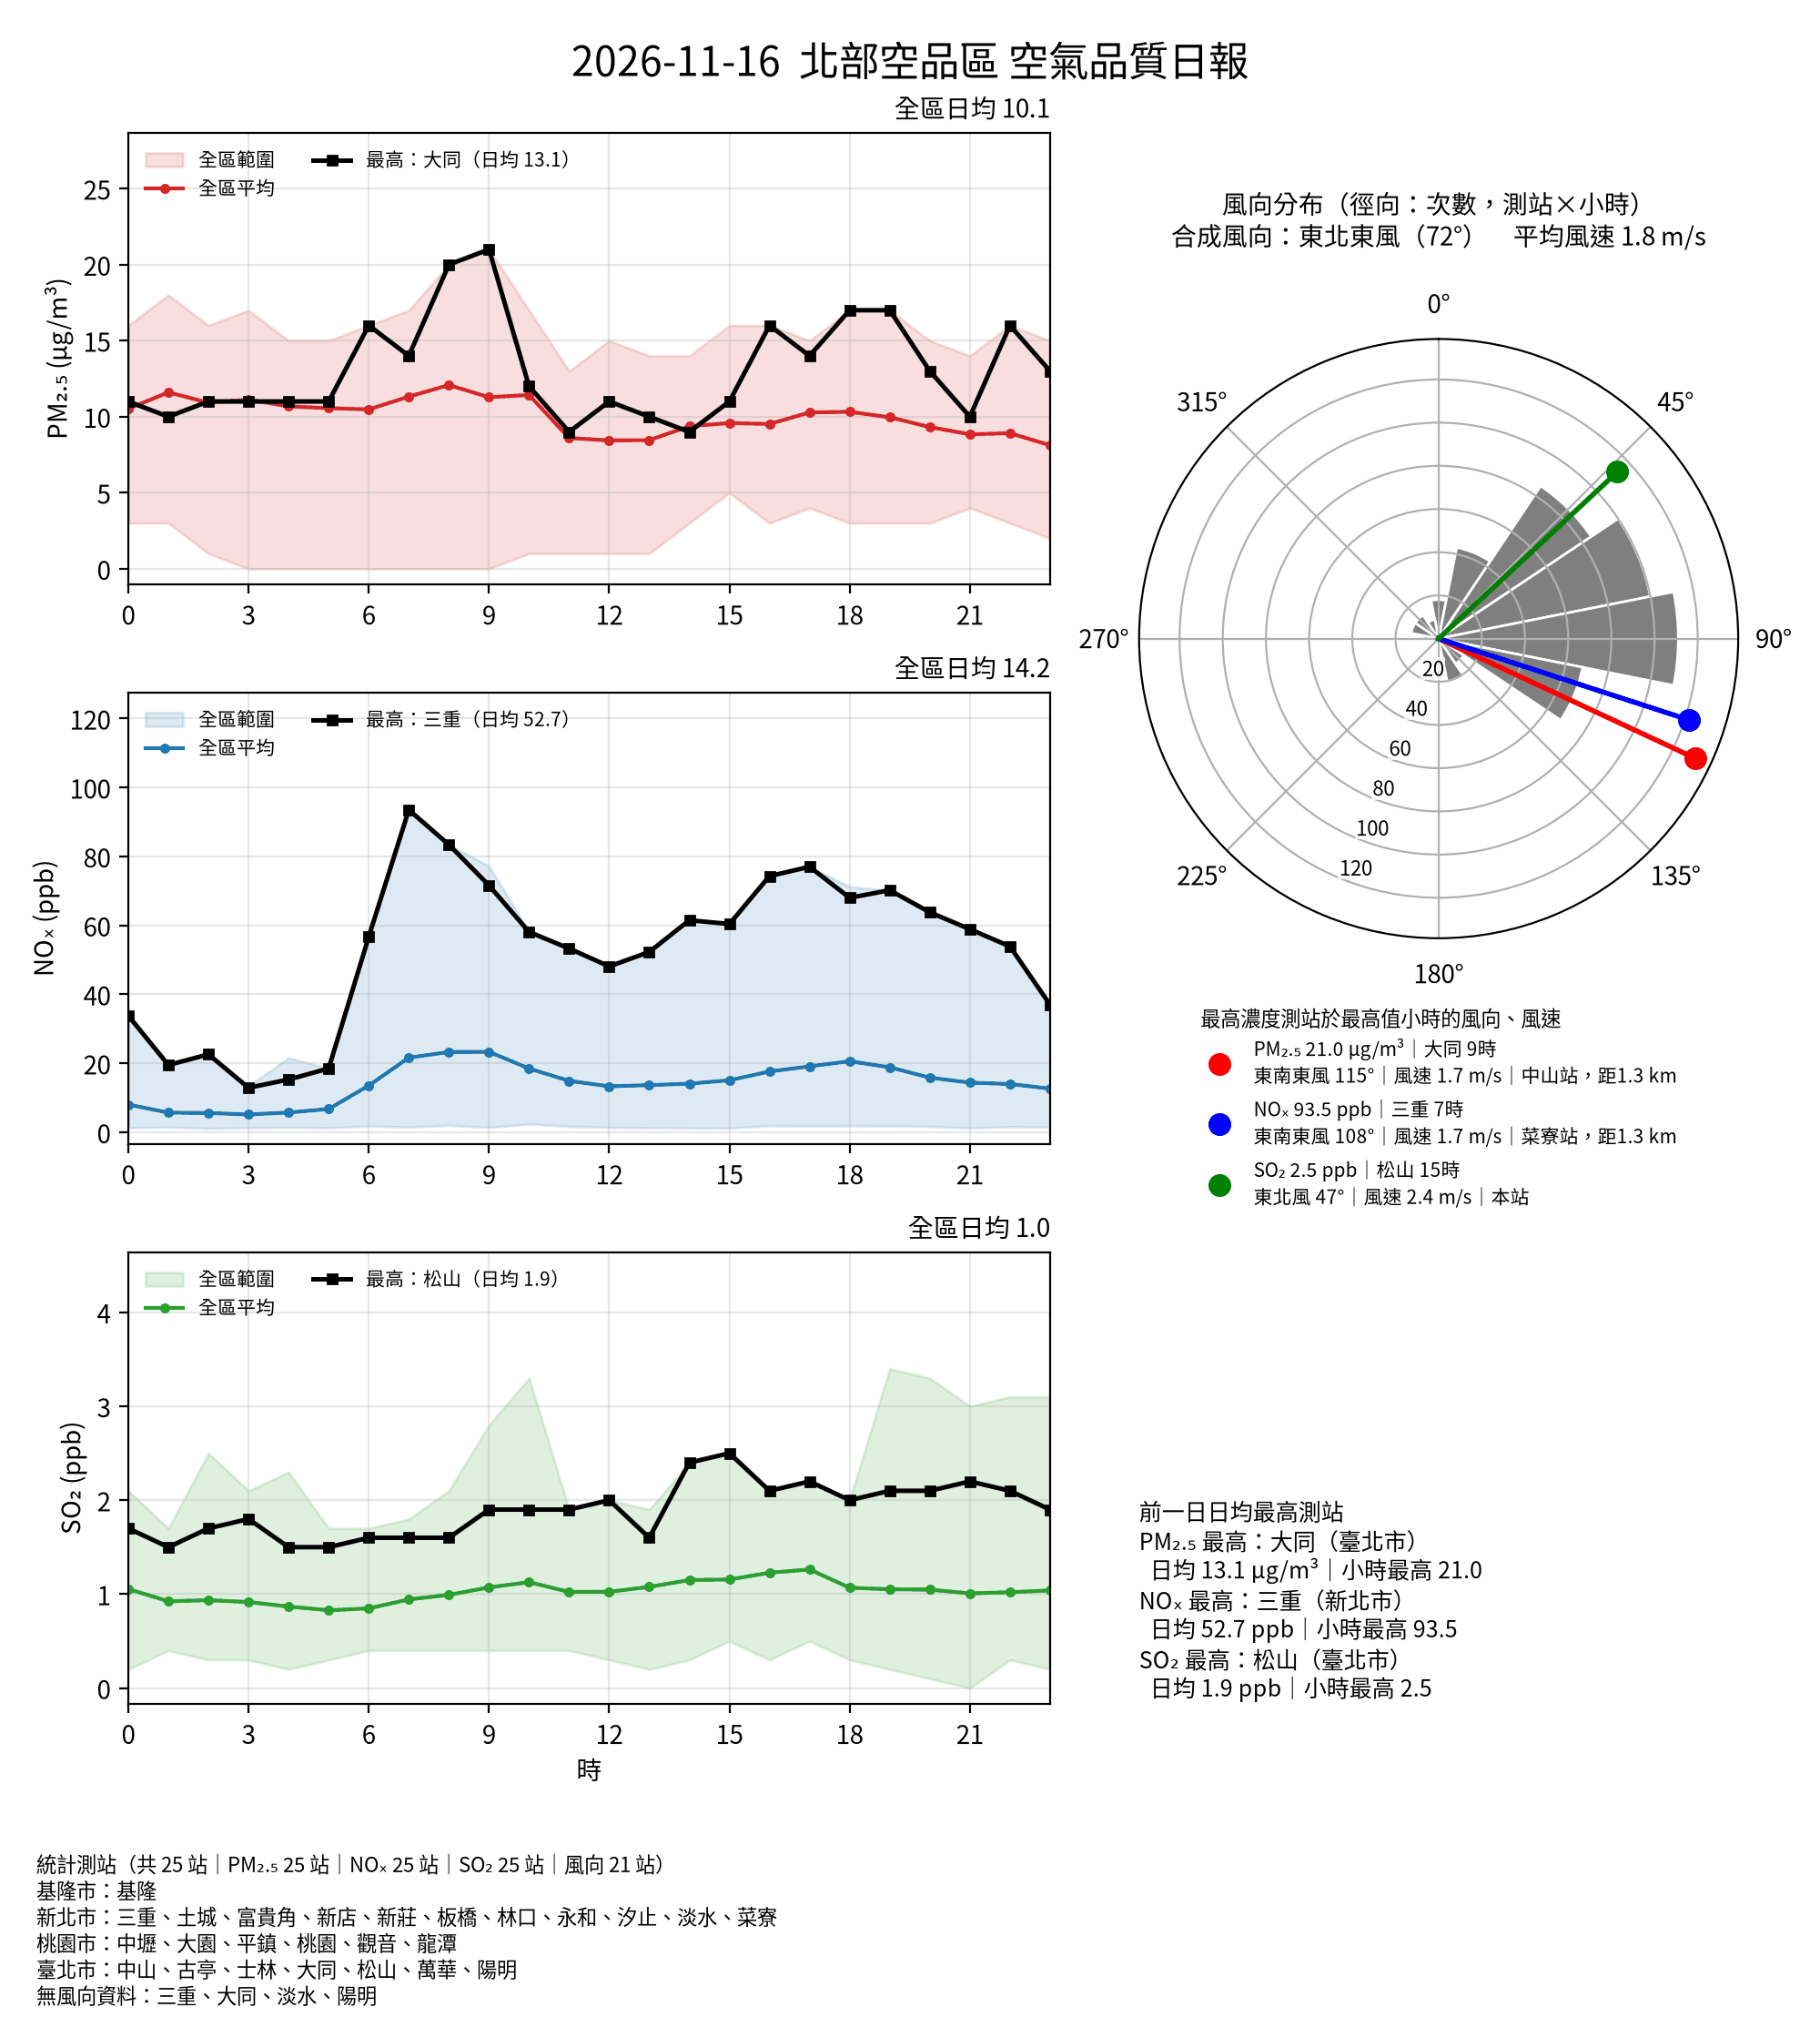 2026-11-16 北部空品區 空氣品質日報
全區日均 10.1
全區範圍
全區平均
最高：大同（日均 13.1）
PM₂.₅ (µg/m³)
25
20
15
10
5
0
0 3 6 9 12 15 18 21
全區日均 14.2
全區範圍
全區平均
最高：三重（日均 52.7）
NOₓ (ppb)
120
100
80
60
40
20
0
0 3 6 9 12 15 18 21
全區日均 1.0
全區範圍
全區平均
最高：松山（日均 1.9）
SO₂ (ppb)
4
3
2
1
0
0 3 6 9 12 15 18 21
時
風向分布（徑向：次數，測站×小時）
合成風向：東北東風（72°） 平均風速 1.8 m/s
0°
45°
90°
135°
180°
225°
270°
315°
20
40
60
80
100
120
最高濃度測站於最高值小時的風向、風速
PM₂.₅ 21.0 µg/m³｜大同 9時
東南東風 115°｜風速 1.7 m/s｜中山站，距1.3 km
NOₓ 93.5 ppb｜三重 7時
東南東風 108°｜風速 1.7 m/s｜菜寮站，距1.3 km
SO₂ 2.5 ppb｜松山 15時
東北風 47°｜風速 2.4 m/s｜本站
前一日日均最高測站
PM₂.₅ 最高：大同（臺北市）
日均 13.1 µg/m³｜小時最高 21.0
NOₓ 最高：三重（新北市）
日均 52.7 ppb｜小時最高 93.5
SO₂ 最高：松山（臺北市）
日均 1.9 ppb｜小時最高 2.5
統計測站（共 25 站｜PM₂.₅ 25 站｜NOₓ 25 站｜SO₂ 25 站｜風向 21 站）
基隆市：基隆
新北市：三重、土城、富貴角、新店、新莊、板橋、林口、永和、汐止、淡水、菜寮
桃園市：中壢、大園、平鎮、桃園、觀音、龍潭
臺北市：中山、古亭、士林、大同、松山、萬華、陽明
無風向資料：三重、大同、淡水、陽明